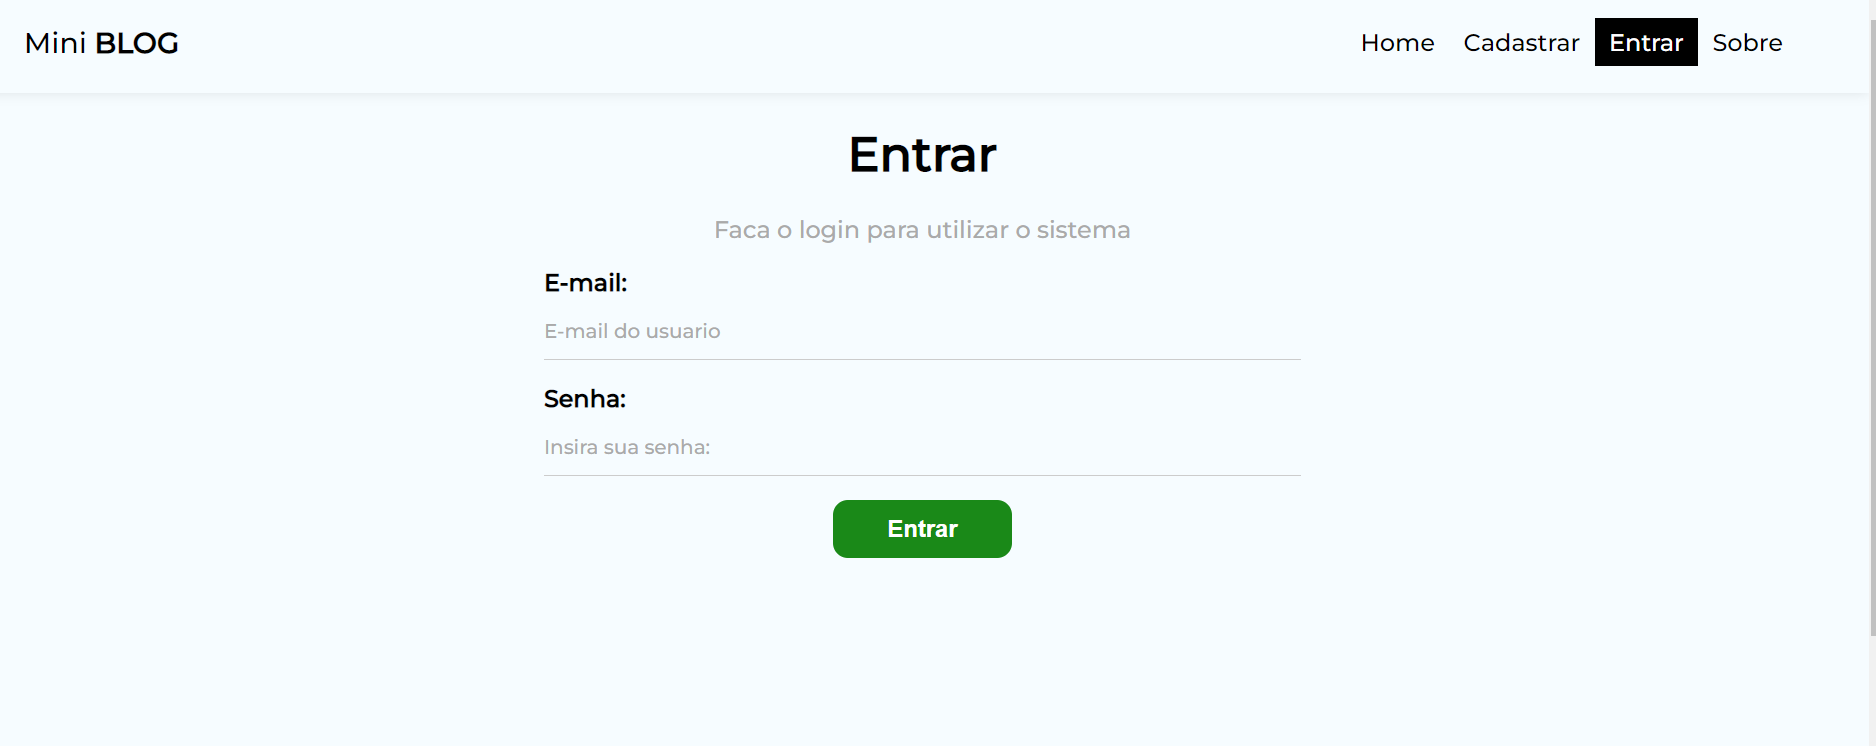 Mini BLOG
Home Cadastrar Entrar Sobre
Entrar
Faca o login para utilizar o sistema
E-mail:
E-mail do usuario
Senha:
Insira sua senha:
Entrar